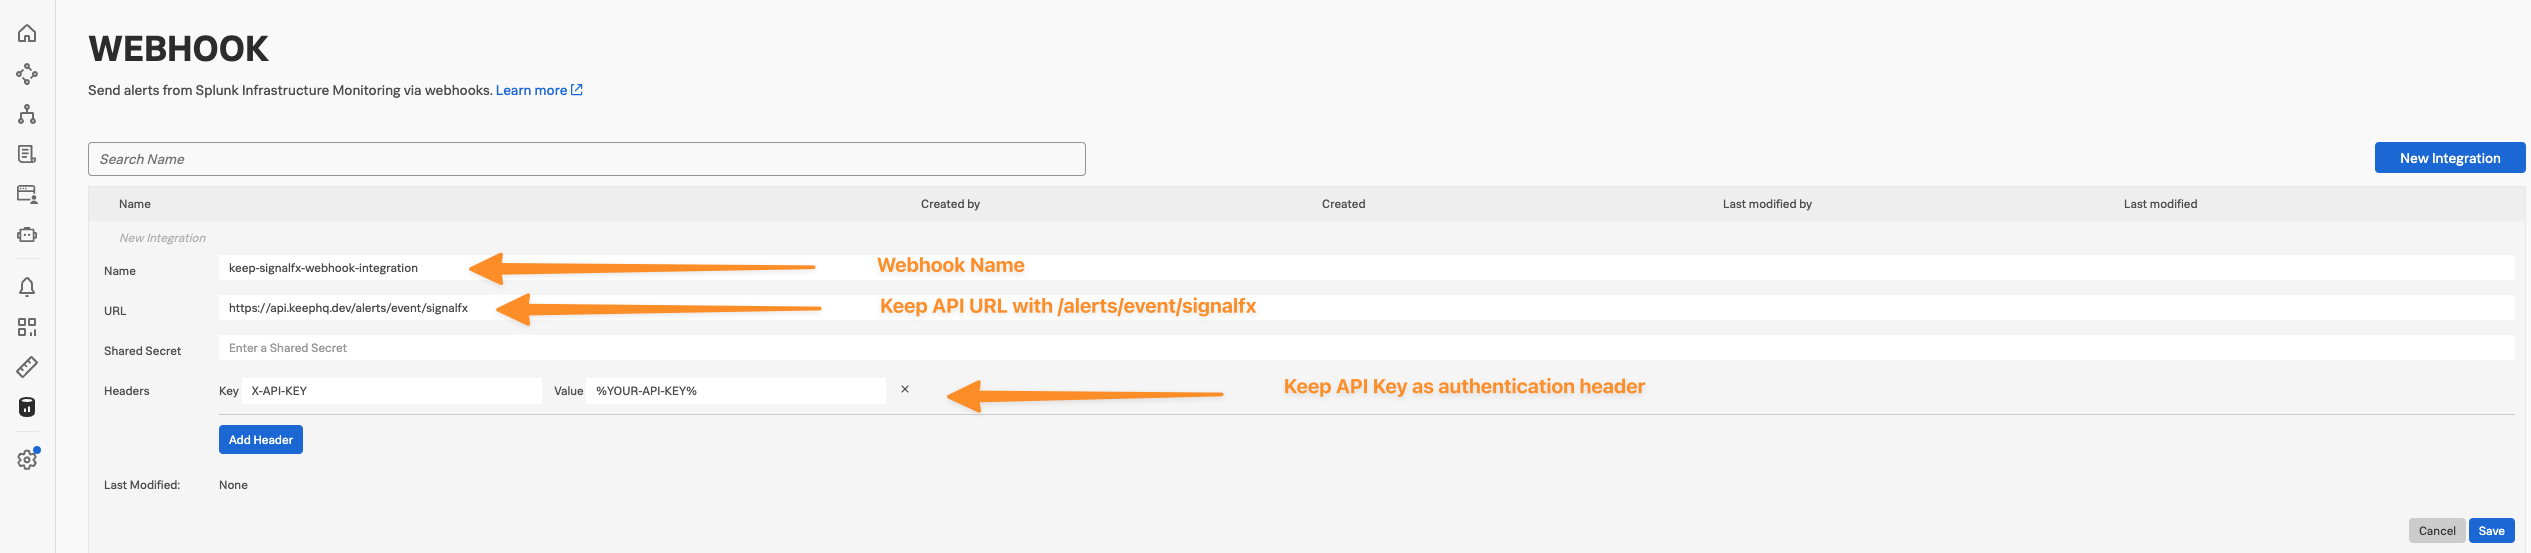 WEBHOOK
Send alerts from Splunk Infrastructure Monitoring via webhooks. Learn more
Search Name
New Integration
Name Created by Created Last modified by Last modified
New Integration
Name keep-signalfx-webhook-integration Webhook Name
URL https://api.keephq.dev/alerts/event/signalfx Keep API URL with /alerts/event/signalfx
Shared Secret Enter a Shared Secret
Headers Key X-API-KEY Value %YOUR-API-KEY% × Keep API Key as authentication header
Add Header
Last Modified: None
Cancel Save